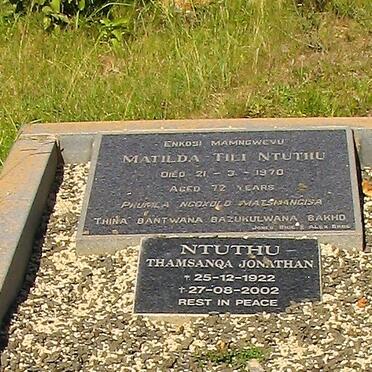 ENKOSI MAMNGWEVU
MATILDA TILI NTUTHU
DIED 21 - 3 - 1970
AGED 72 YEARS
PHUMLA NGOXOLO MATSHANGISA
THINA BANTWANA BAZUKULWANA BAKHO
NTUTHU
THAMSANQA JONATHAN
* 25-12-1922
† 27-08-2002
REST IN PEACE